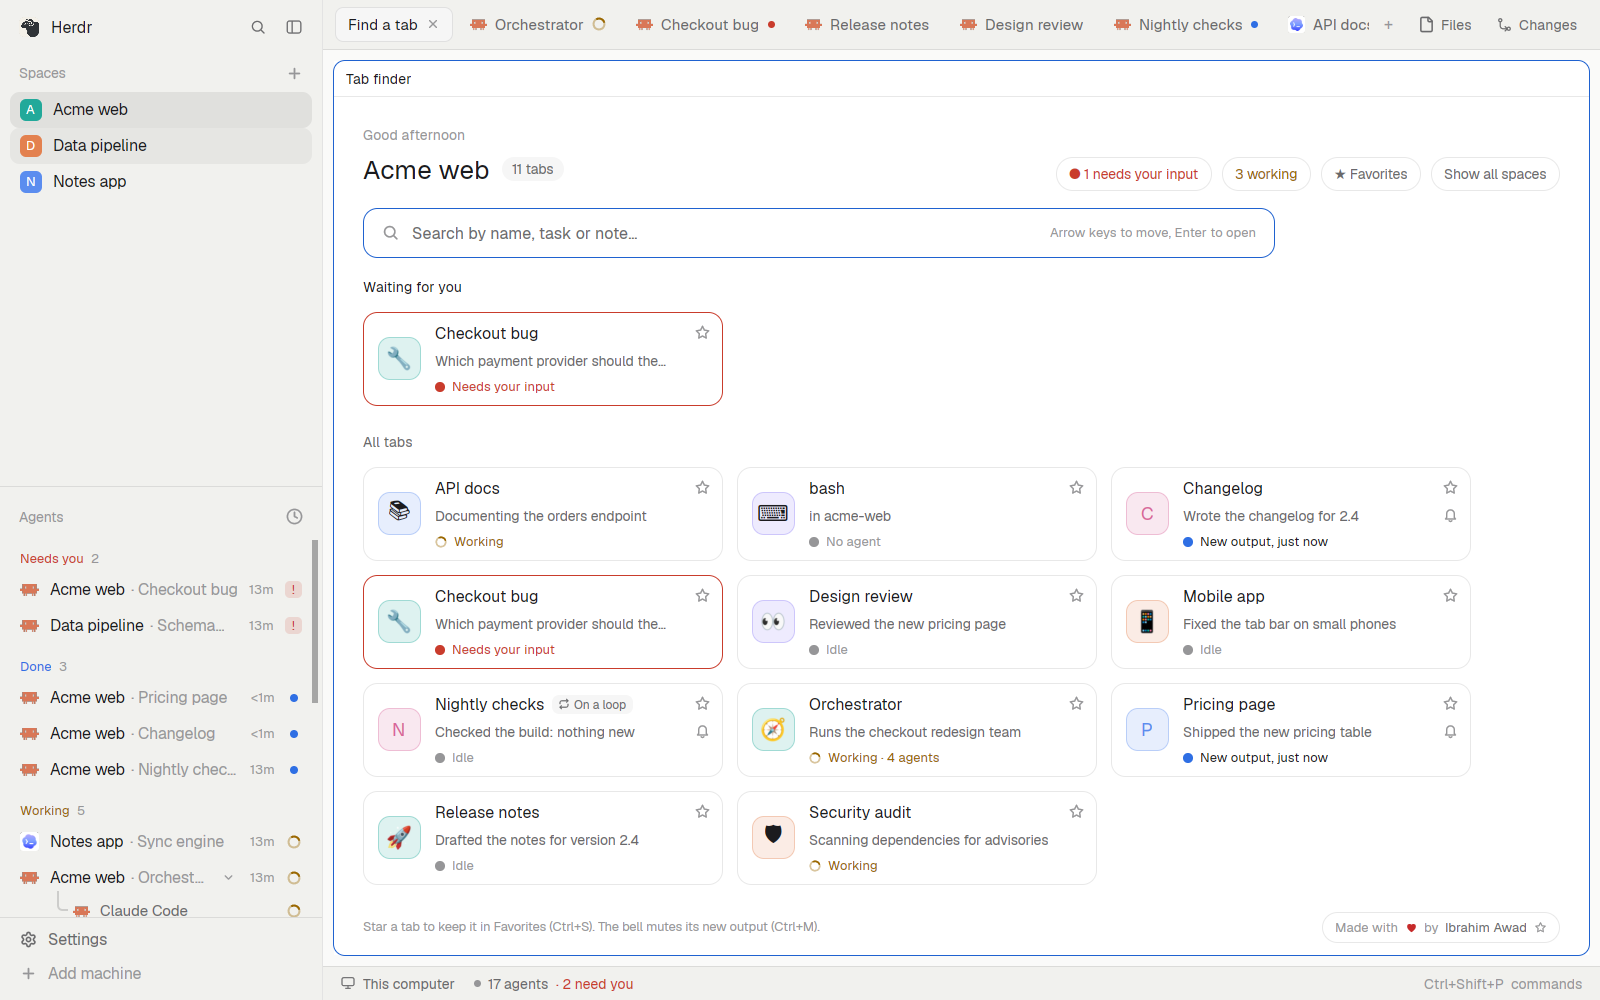 Herdr
Spaces
A Acme web
D Data pipeline
N Notes app
Agents
Needs you 2
Acme web · Checkout bug 13m !
Data pipeline · Schema... 13m !
Done 3
Acme web · Pricing page <1m
Acme web · Changelog <1m
Acme web · Nightly chec... 13m
Working 5
Notes app · Sync engine 13m
Acme web · Orchest... 13m
Claude Code
Settings
Add machine
Find a tab
Orchestrator
Checkout bug
Release notes
Design review
Nightly checks
API docs
Files
Changes
Tab finder
Good afternoon
Acme web 11 tabs
1 needs your input
3 working
★ Favorites
Show all spaces
Search by name, task or note...
Arrow keys to move, Enter to open
Waiting for you
Checkout bug
Which payment provider should the...
Needs your input
All tabs
API docs
Documenting the orders endpoint
Working
bash
in acme-web
No agent
C
Changelog
Wrote the changelog for 2.4
New output, just now
Checkout bug
Which payment provider should the...
Needs your input
Design review
Reviewed the new pricing page
Idle
Mobile app
Fixed the tab bar on small phones
Idle
N
Nightly checks On a loop
Checked the build: nothing new
Idle
Orchestrator
Runs the checkout redesign team
Working · 4 agents
P
Pricing page
Shipped the new pricing table
New output, just now
Release notes
Drafted the notes for version 2.4
Idle
Security audit
Scanning dependencies for advisories
Working
Star a tab to keep it in Favorites (Ctrl+S). The bell mutes its new output (Ctrl+M).
Made with ♥ by Ibrahim Awad
This computer
17 agents · 2 need you
Ctrl+Shift+P commands